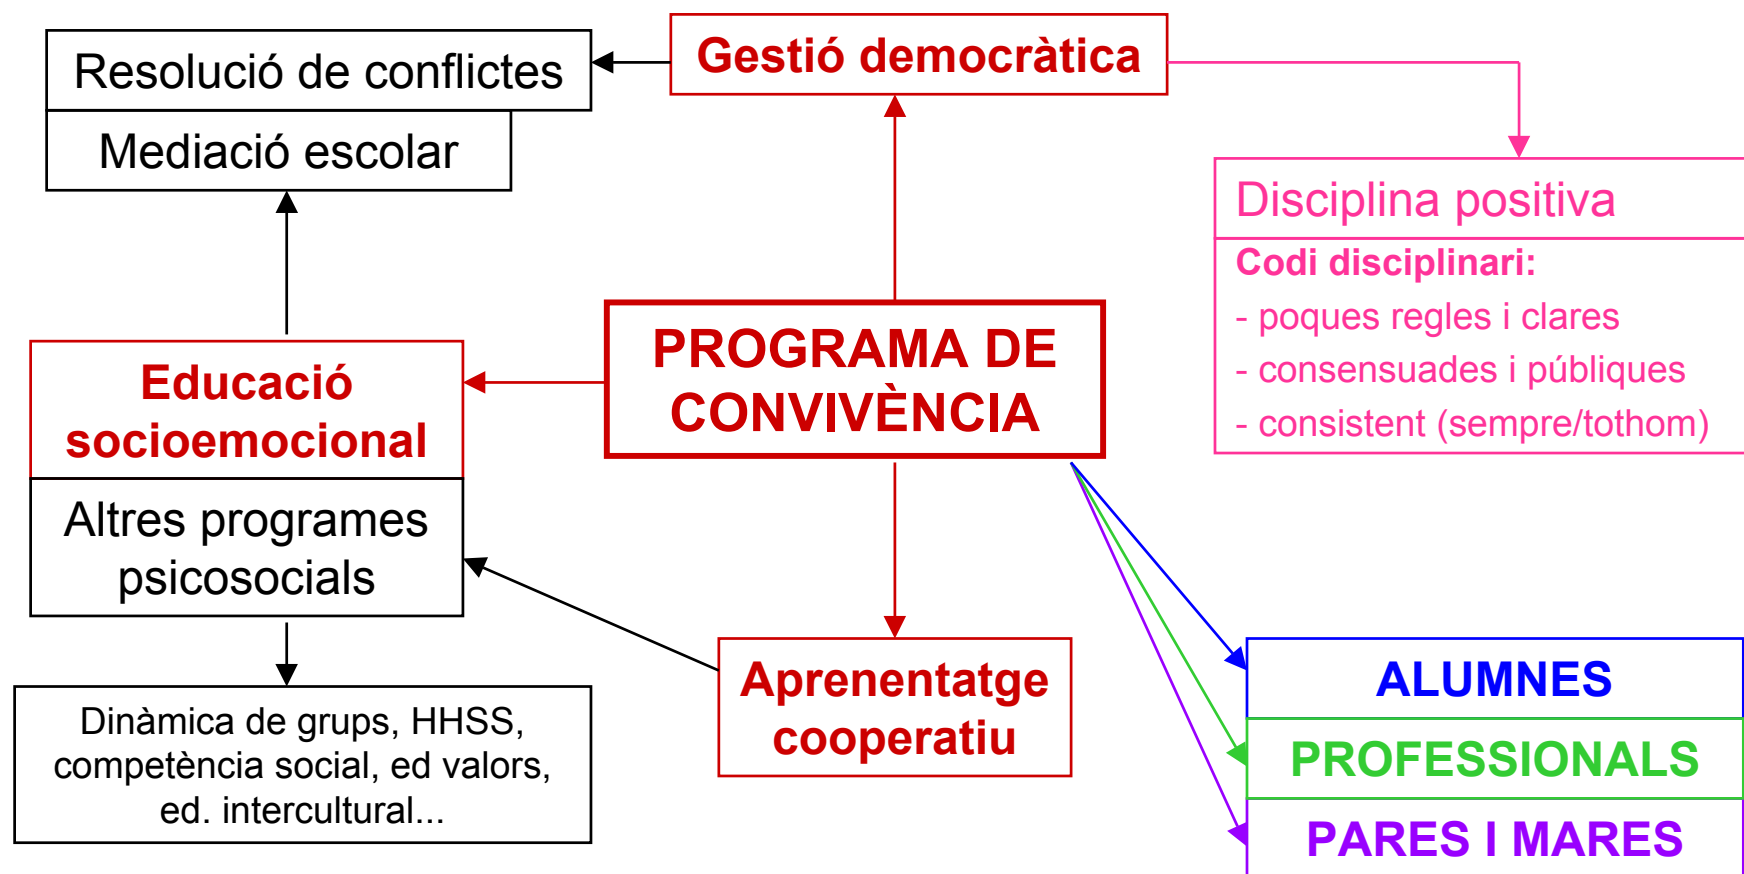 Resolució de conflictes
Mediació escolar
Gestió democràtica
Disciplina positiva
Codi disciplinari:
- poques regles i clares
- consensuades i públiques
- consistent (sempre/tothom)
PROGRAMA DE
CONVIVÈNCIA
Educació
socioemocional
Altres programes
psicosocials
Dinàmica de grups, HHSS,
competència social, ed valors,
ed. intercultural...
Aprenentatge
cooperatiu
ALUMNES
PROFESSIONALS
PARES I MARES